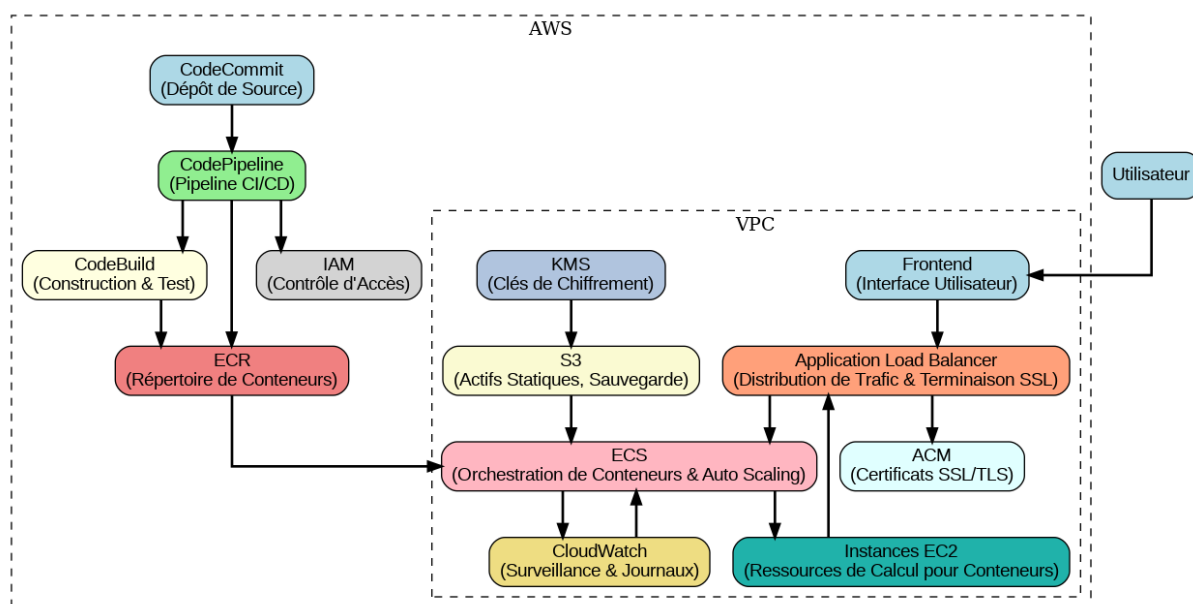 AWS
CodeCommit
(Dépôt de Source)
CodePipeline
(Pipeline CI/CD)
Utilisateur
VPC
CodeBuild
(Construction & Test)
IAM
(Contrôle d'Accès)
KMS
(Clés de Chiffrement)
Frontend
(Interface Utilisateur)
ECR
(Répertoire de Conteneurs)
S3
(Actifs Statiques, Sauvegarde)
Application Load Balancer
(Distribution de Trafic & Terminaison SSL)
ECS
(Orchestration de Conteneurs & Auto Scaling)
ACM
(Certificats SSL/TLS)
CloudWatch
(Surveillance & Journaux)
Instances EC2
(Ressources de Calcul pour Conteneurs)